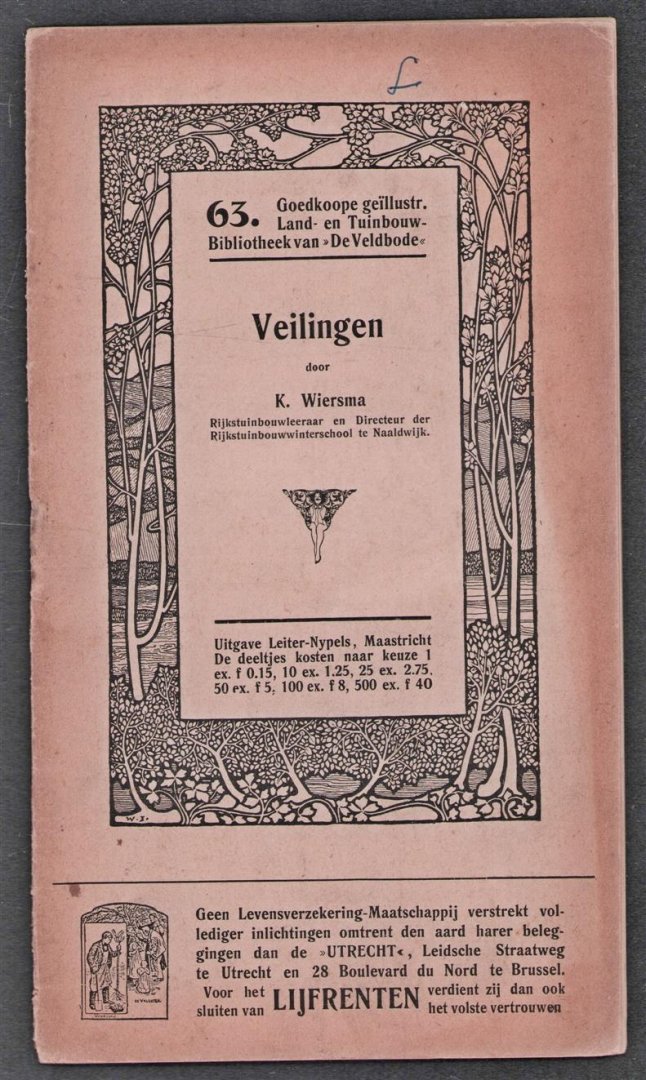 £
63. Goedkoope geïllustr.
Land- en Tuinbouw-
Bibliotheek van »De Veldbode«
Veilingen
door
K. Wiersma
Rijkstuinbouwleeraar en Directeur der
Rijkstuinbouwwinterschool te Naaldwijk.
Uitgave Leiter-Nypels, Maastricht
De deeltjes kosten naar keuze 1
ex. f 0.15, 10 ex. 1.25, 25 ex. 2.75,
50 ex. f 5, 100 ex. f 8, 500 ex. f 40
W.J.
Geen Levensverzekering-Maatschappij verstrekt vol-
lediger inlichtingen omtrent den aard harer beleg-
gingen dan de »UTRECHT«, Leidsche Straatweg
te Utrecht en 28 Boulevard du Nord te Brussel.
Voor het sluiten van LIJFRENTEN verdient zij dan ook het volste vertrouwen